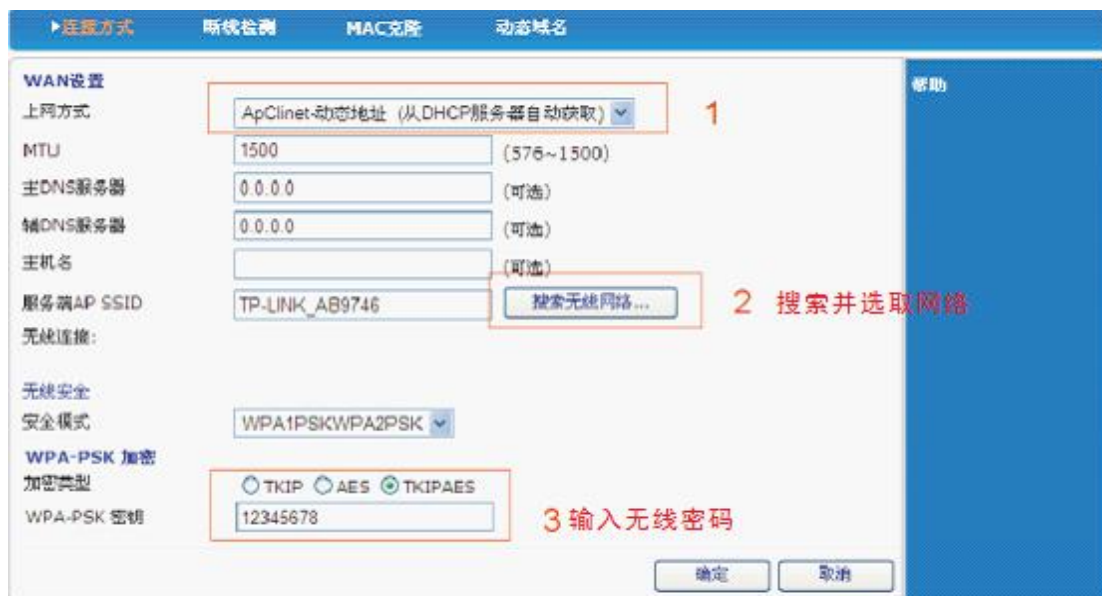 ▸连接方式 断线检测 MAC克隆 动态域名
WAN设置
帮助
上网方式 ApClinet-动态地址 (从DHCP服务器自动获取) 1
MTU 1500 (576~1500)
主DNS服务器 0.0.0.0 (可选)
辅DNS服务器 0.0.0.0 (可选)
主机名 (可选)
服务端AP SSID TP-LINK_AB9746 搜索无线网络... 2 搜索并选取网络
无线连接:
无线安全
安全模式 WPA1PSKWPA2PSK
WPA-PSK 加密
加密类型 TKIP AES TKIPAES
WPA-PSK 密钥 12345678 3输入无线密码
确定 取消